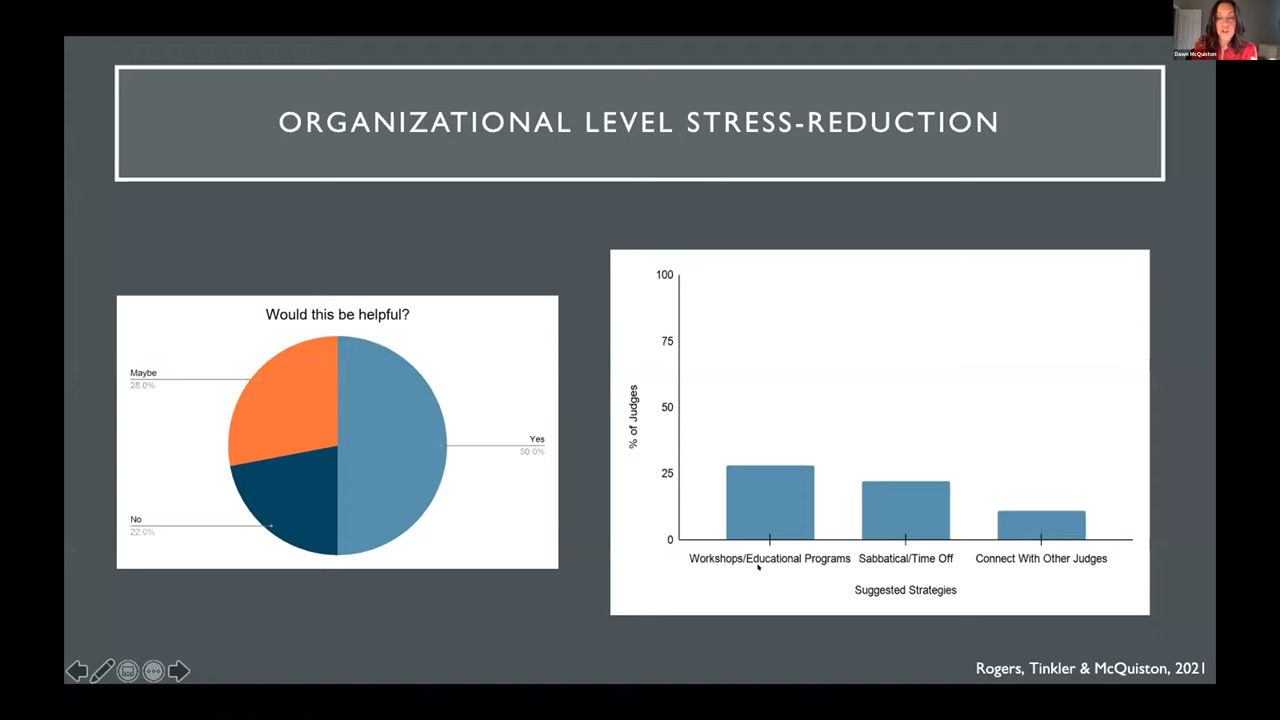 Dawn McQuiston
ORGANIZATIONAL LEVEL STRESS-REDUCTION
Would this be helpful?
Maybe
28.0%
Yes
50.0%
No
22.0%
100
75
50
25
0
% of Judges
Workshops/Educational Programs
Sabbatical/Time Off
Connect With Other Judges
Suggested Strategies
Rogers, Tinkler & McQuiston, 2021